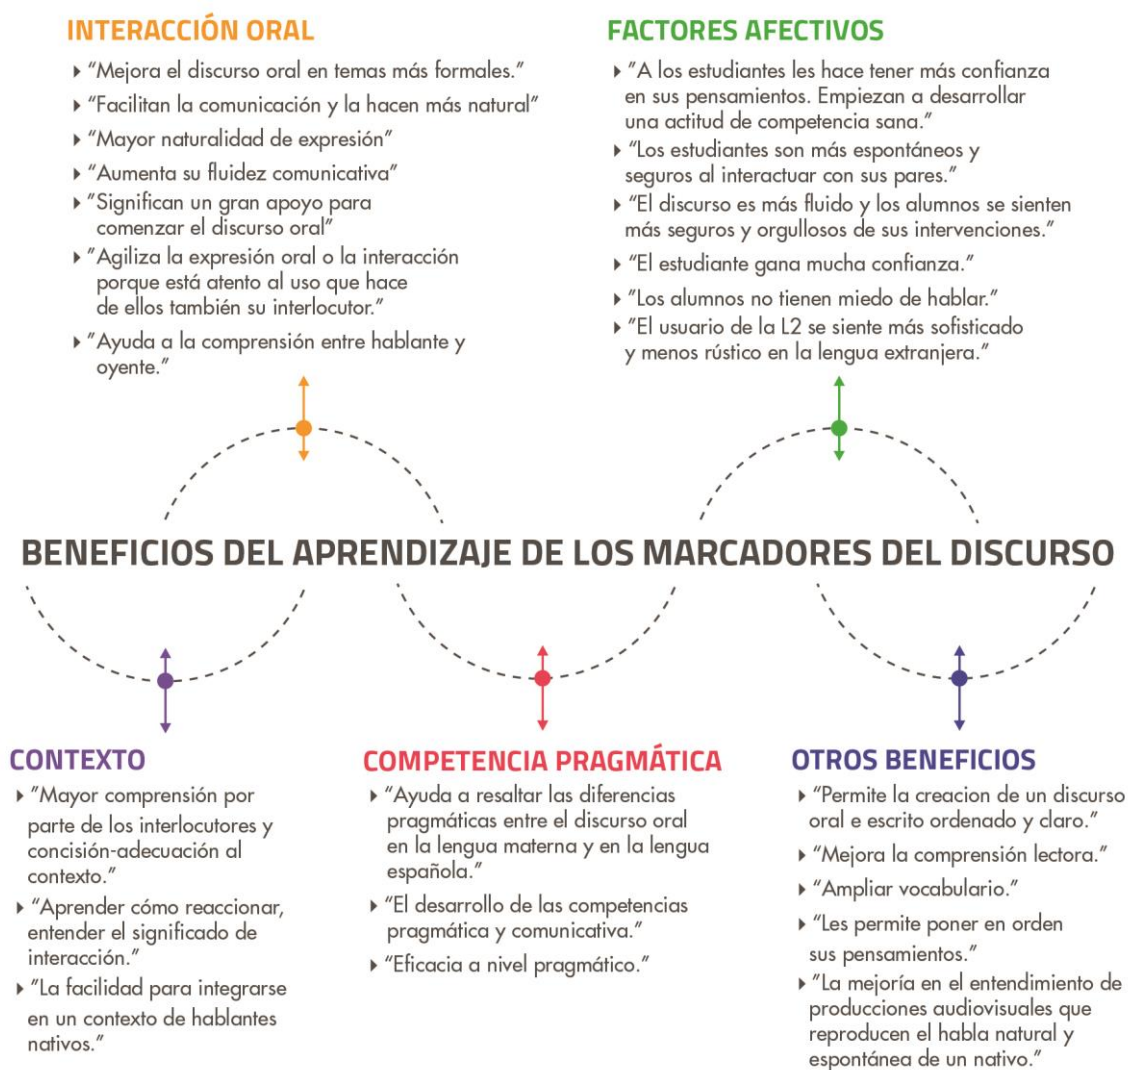 INTERACCIÓN ORAL
▸ "Mejora el discurso oral en temas más formales."
▸ "Facilitan la comunicación y la hacen más natural"
▸ "Mayor naturalidad de expresión"
▸ "Aumenta su fluidez comunicativa"
▸ "Significan un gran apoyo para
comenzar el discurso oral"
▸ "Agiliza la expresión oral o la interacción
porque está atento al uso que hace
de ellos también su interlocutor."
▸ "Ayuda a la comprensión entre hablante y
oyente."
FACTORES AFECTIVOS
▸ "A los estudiantes les hace tener más confianza
en sus pensamientos. Empiezan a desarrollar
una actitud de competencia sana."
▸ "Los estudiantes son más espontáneos y
seguros al interactuar con sus pares."
▸ "El discurso es más fluido y los alumnos se sienten
más seguros y orgullosos de sus intervenciones."
▸ "El estudiante gana mucha confianza."
▸ "Los alumnos no tienen miedo de hablar."
▸ "El usuario de la L2 se siente más sofisticado
y menos rústico en la lengua extranjera."
BENEFICIOS DEL APRENDIZAJE DE LOS MARCADORES DEL DISCURSO
CONTEXTO
▸ "Mayor comprensión por
parte de los interlocutores y
concisión-adecuación al
contexto."
▸ "Aprender cómo reaccionar,
entender el significado de
interacción."
▸ "La facilidad para integrarse
en un contexto de hablantes
nativos."
COMPETENCIA PRAGMÁTICA
▸ "Ayuda a resaltar las diferencias
pragmáticas entre el discurso oral
en la lengua materna y en la lengua
española."
▸ "El desarrollo de las competencias
pragmática y comunicativa."
▸ "Eficacia a nivel pragmático."
OTROS BENEFICIOS
▸ "Permite la creacion de un discurso
oral e escrito ordenado y claro."
▸ "Mejora la comprensión lectora."
▸ "Ampliar vocabulario."
▸ "Les permite poner en orden
sus pensamientos."
▸ "La mejoría en el entendimiento de
producciones audiovisuales que
reproducen el habla natural y
espontánea de un nativo."